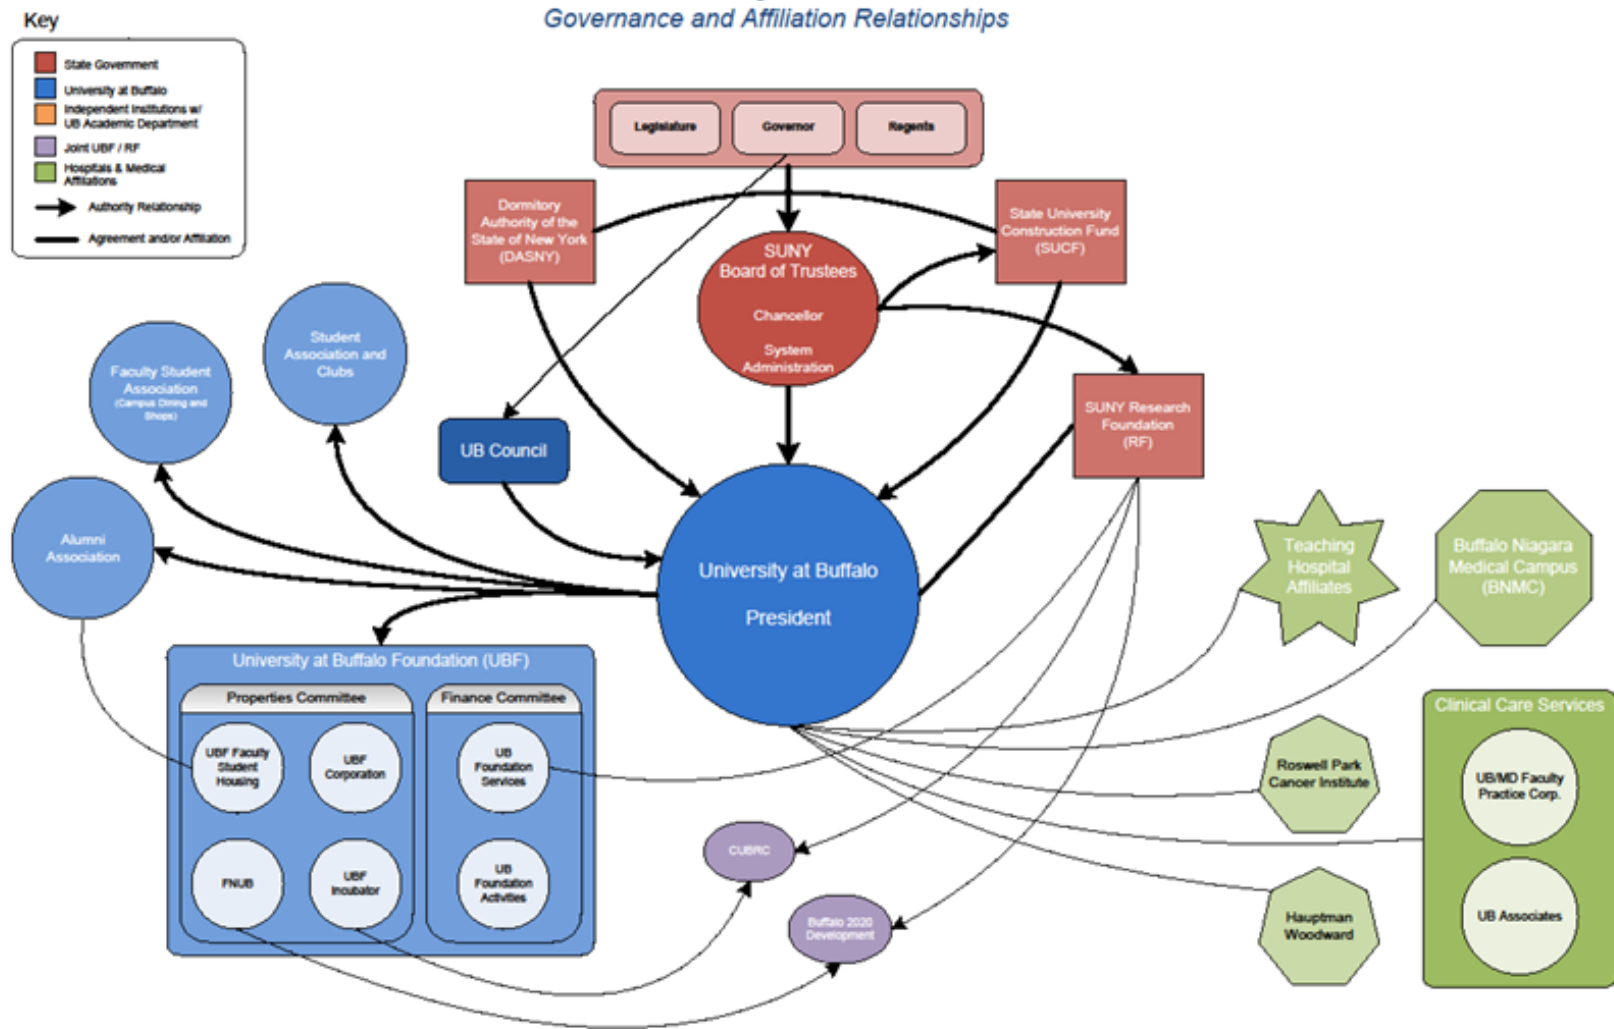 Governance and Affiliation Relationships
Key
State Government
University at Buffalo
Independent Institutions w/
UB Academic Department
Joint UBF / RF
Hospitals & Medical
Affiliations
Authority Relationship
Agreement and/or Affiliation
Legislature
Governor
Regents
Dormitory
Authority of the
State of New York
(DASNY)
State University
Construction Fund
(SUCF)
SUNY
Board of Trustees
Chancellor
System
Administration
Student
Association and
Clubs
Faculty Student
Association
(Campus Dining and
Shops)
UB Council
SUNY Research
Foundation
(RF)
Alumni
Association
University at Buffalo
President
Teaching
Hospital
Affiliates
Buffalo Niagara
Medical Campus
(BNMC)
University at Buffalo Foundation (UBF)
Properties Committee
Finance Committee
UBF Faculty
Student
Housing
UBF
Corporation
UB
Foundation
Services
FNUB
UBF
Incubator
UB
Foundation
Activities
CUBRC
Buffalo 2020
Development
Roswell Park
Cancer Institute
Hauptman
Woodward
Clinical Care Services
UB/MD Faculty
Practice Corp.
UB Associates